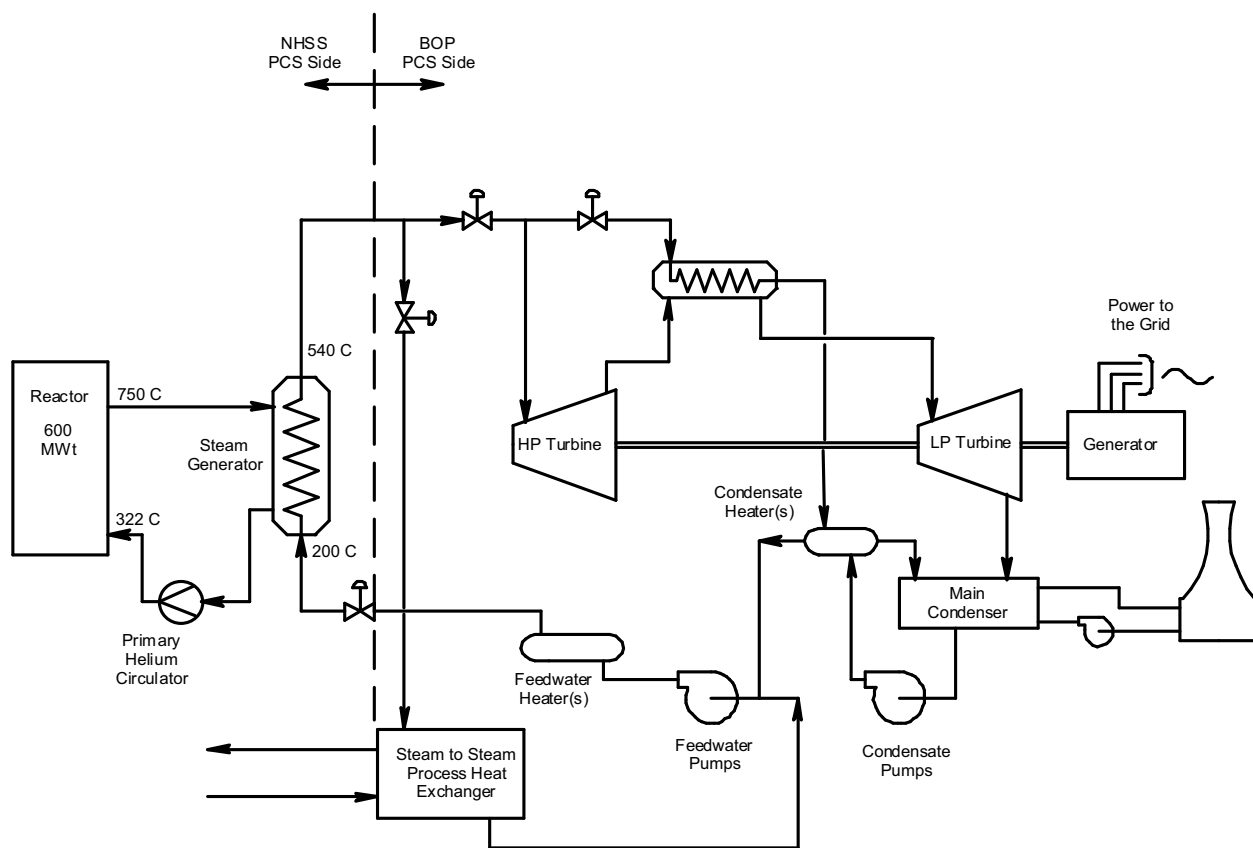 NHSS
PCS Side
BOP
PCS Side
Power to
the Grid
540 C
Reactor
600
MWt
750 C
Steam
Generator
HP Turbine
LP Turbine
Generator
Condensate
Heater(s)
322 C
200 C
Main
Condenser
Primary
Helium
Circulator
Feedwater
Heater(s)
Feedwater
Pumps
Condensate
Pumps
Steam to Steam
Process Heat
Exchanger